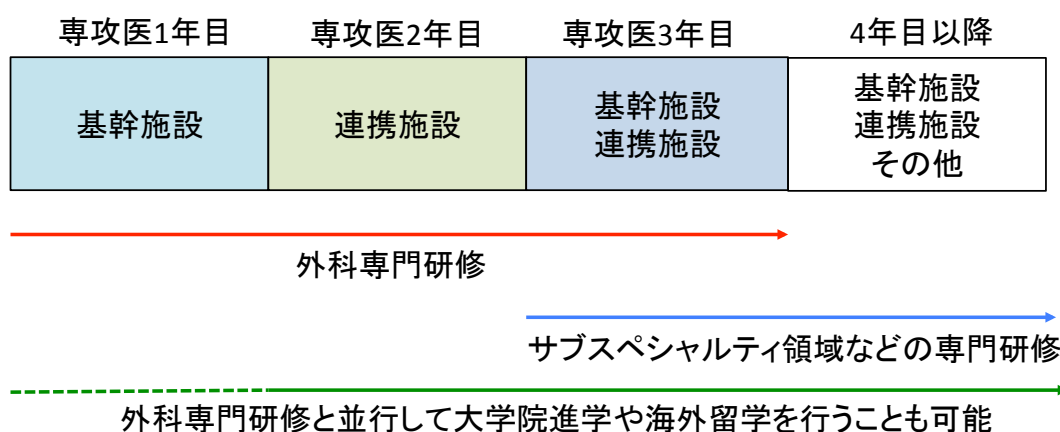 専攻医1年目
専攻医2年目
専攻医3年目
4年目以降
基幹施設
連携施設
基幹施設
連携施設
基幹施設
連携施設
その他
外科専門研修
サブスペシャルティ領域などの専門研修
外科専門研修と並行して大学院進学や海外留学を行うことも可能